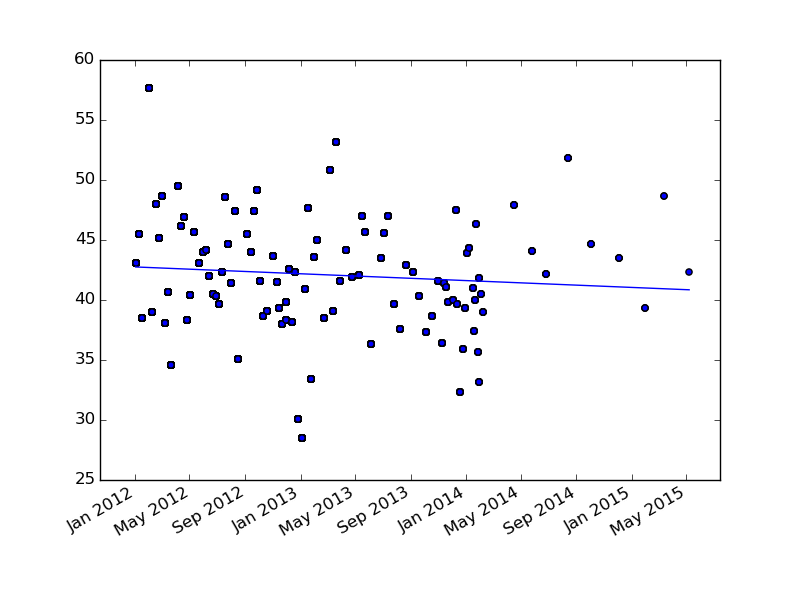 60
55
50
45
40
35
30
25
Jan 2012
May 2012
Sep 2012
Jan 2013
May 2013
Sep 2013
Jan 2014
May 2014
Sep 2014
Jan 2015
May 2015